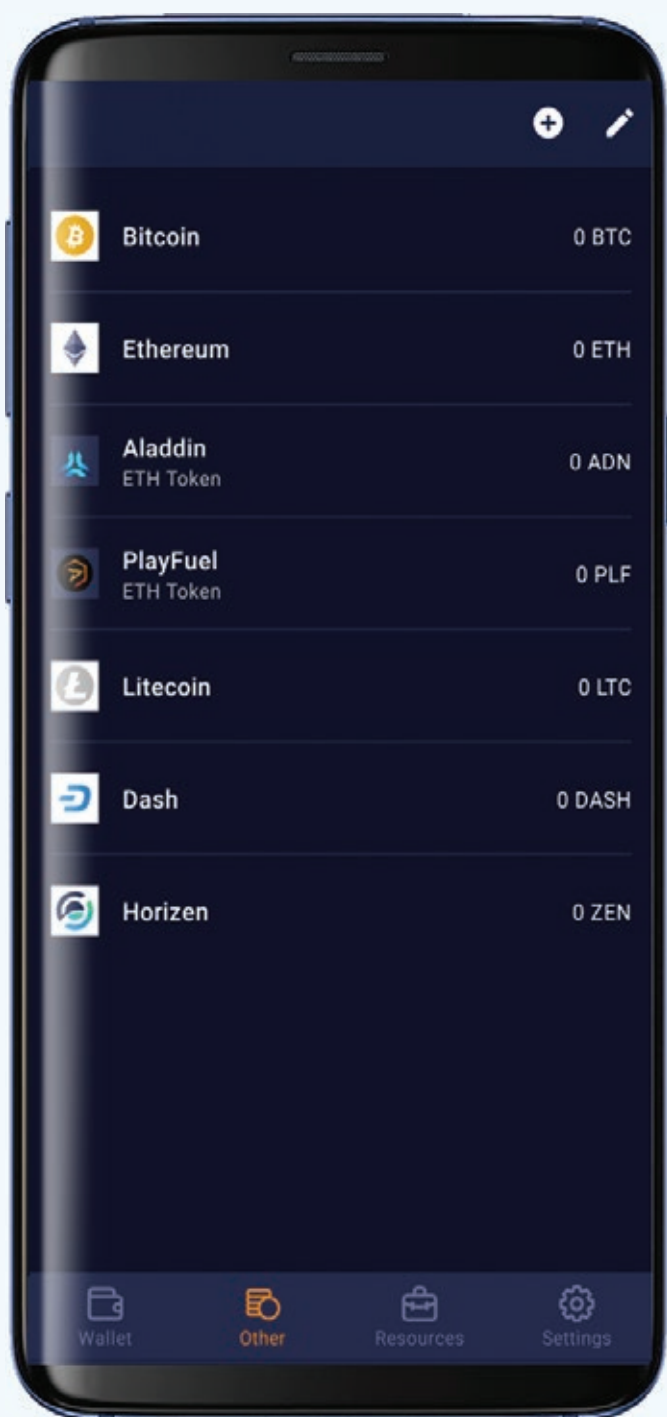 Bitcoin 0 BTC
Ethereum 0 ETH
Aladdin
ETH Token
0 ADN
PlayFuel
ETH Token
0 PLF
Litecoin 0 LTC
Dash 0 DASH
Horizen 0 ZEN
Wallet Other Resources Settings